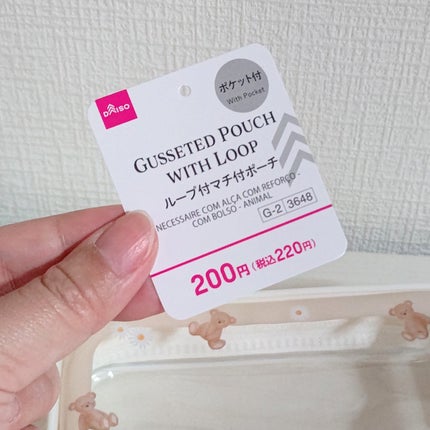 DAISO
ポケット付
With Pocket
GUSSETED POUCH
WITH LOOP
ループ付マチ付ポーチ
NECESSAIRE COM ALÇA COM REFORÇO -
COM BOLSO - ANIMAL
G-2 3648
200円(税込220円)